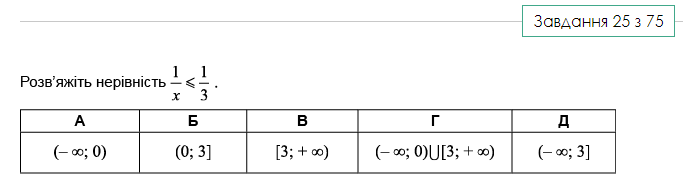 Завдання 25 з 75
Розв’яжіть нерівність 1/x ⩽ 1/3 .
А Б В Г Д
(– ∞; 0) (0; 3] [3; + ∞) (– ∞; 0)⋃[3; + ∞) (– ∞; 3]